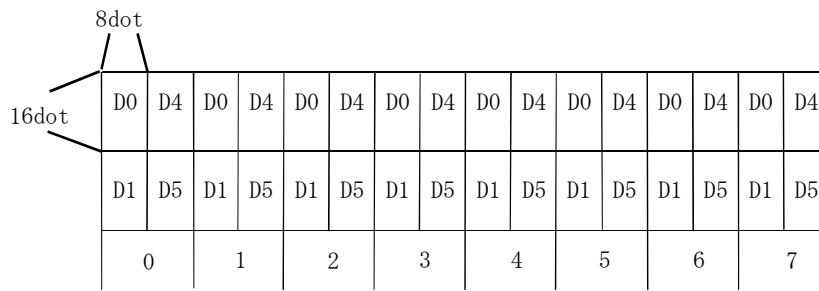 8dot
D0 D4 D0 D4 D0 D4 D0 D4 D0 D4 D0 D4 D0 D4 D0 D4
16dot
D1 D5 D1 D5 D1 D5 D1 D5 D1 D5 D1 D5 D1 D5 D1 D5
0 1 2 3 4 5 6 7